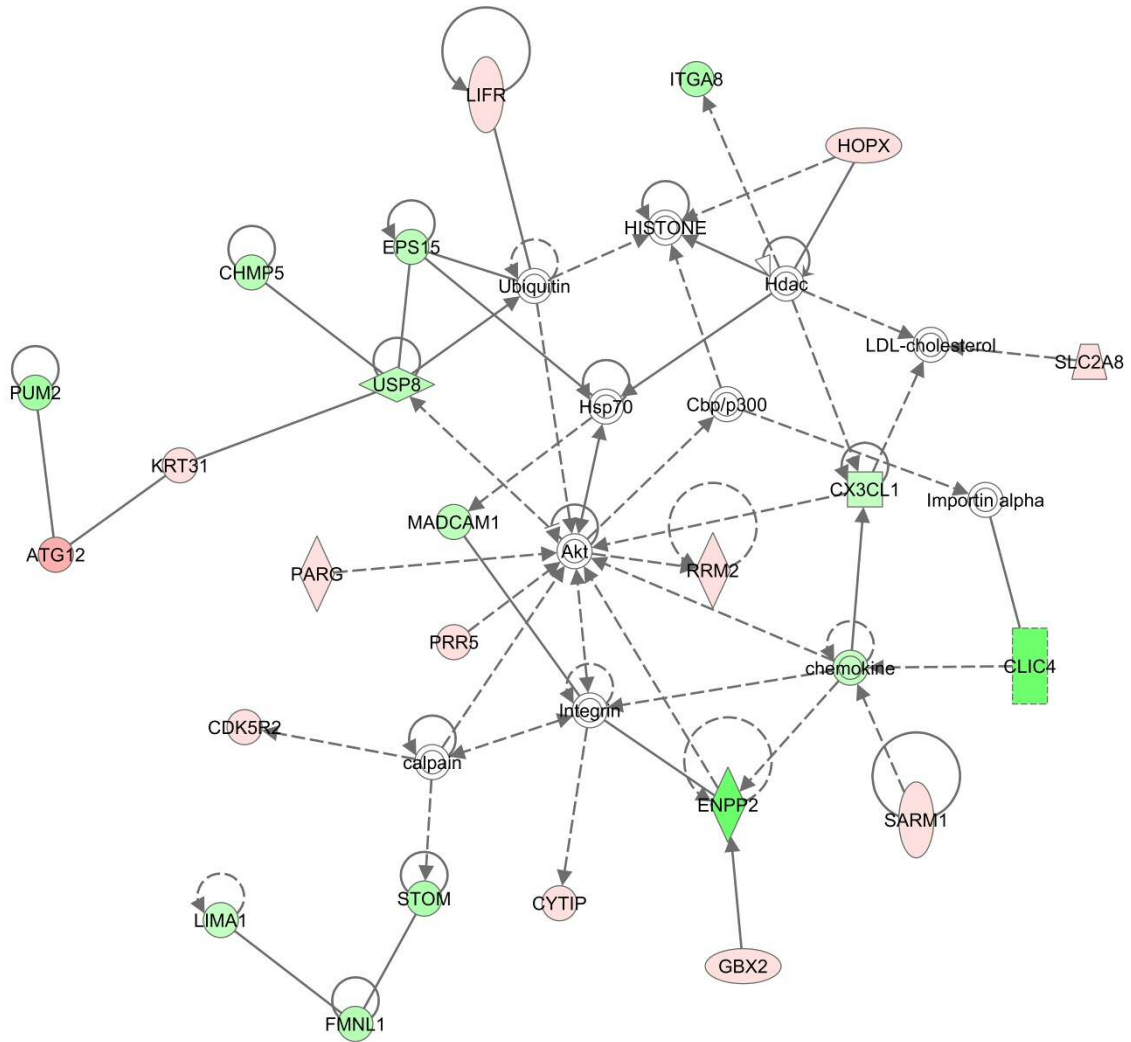 LIFR
ITGA8
HOPX
HISTONE
EPS15
CHMP5
Ubiquitin
Hdac
LDL-cholesterol
SLC2A8
USP8
PUM2
Hsp70
Cbp/p300
KRT31
CX3CL1
Importin alpha
MADCAM1
ATG12
Akt
PARG
RRM2
PRR5
chemokine
CLIC4
Integrin
CDK5R2
calpain
ENPP2
SARM1
STOM
CYTIP
LIMA1
GBX2
FMNL1